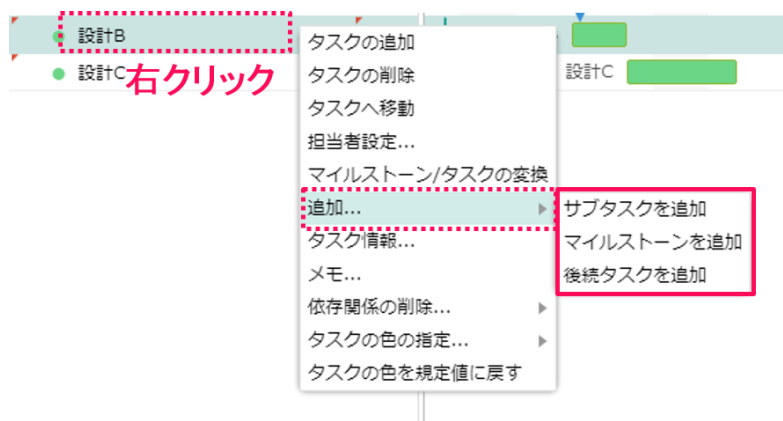 設計B
設計C
右クリック
設計C
タスクの追加
タスクの削除
タスクへ移動
担当者設定...
マイルストーン/タスクの変換
追加...
タスク情報...
メモ...
依存関係の削除...
タスクの色の指定...
タスクの色を規定値に戻す
サブタスクを追加
マイルストーンを追加
後続タスクを追加